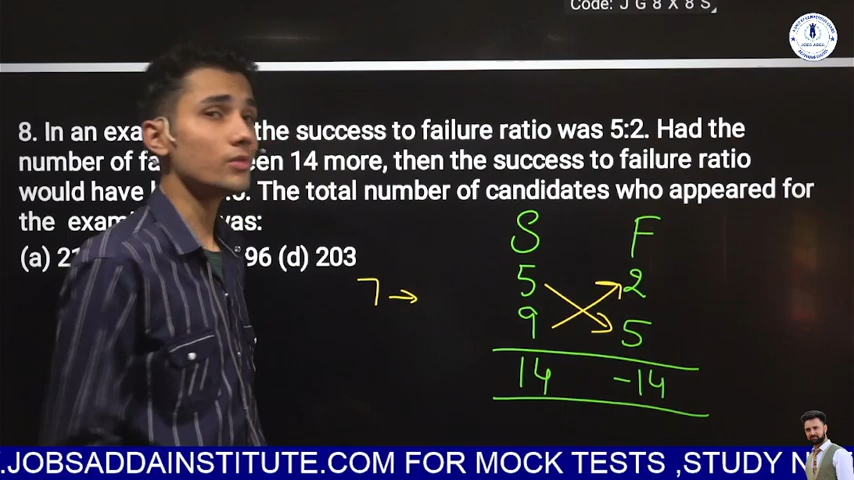 Code: J G 8 X 8 S
8. In an exa the success to failure ratio was 5:2. Had the
number of fa een 14 more, then the success to failure ratio
would have . The total number of candidates who appeared for
the exam was:
(a) 21 96 (d) 203
S F
5 2
7 →
9 5
14 -14
.JOBSADDAINSTITUTE.COM FOR MOCK TESTS ,STUDY N